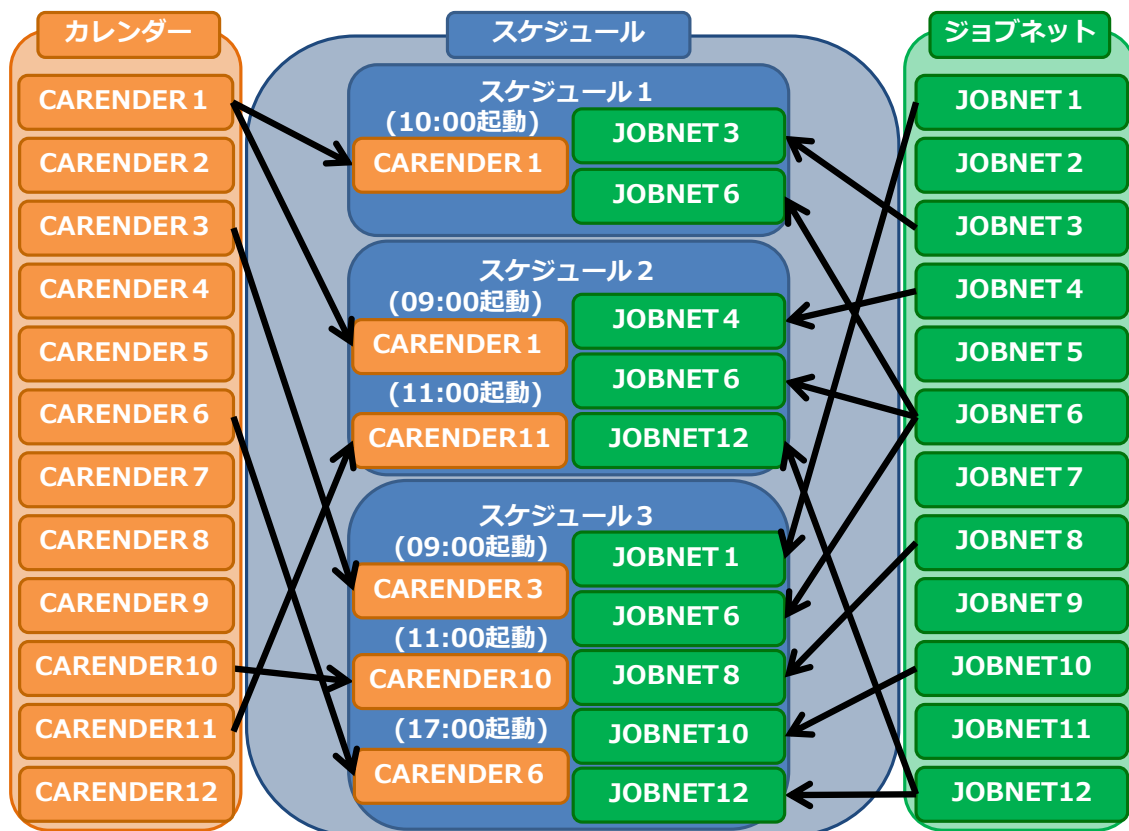 カレンダー
CARENDER1
CARENDER2
CARENDER3
CARENDER4
CARENDER5
CARENDER6
CARENDER7
CARENDER8
CARENDER9
CARENDER10
CARENDER11
CARENDER12
スケジュール
スケジュール1
(10:00起動)
CARENDER1
JOBNET3
JOBNET6
スケジュール2
(09:00起動)
CARENDER1
(11:00起動)
CARENDER11
JOBNET4
JOBNET6
JOBNET12
スケジュール3
(09:00起動)
CARENDER3
(11:00起動)
CARENDER10
(17:00起動)
CARENDER6
JOBNET1
JOBNET6
JOBNET8
JOBNET10
JOBNET12
ジョブネット
JOBNET1
JOBNET2
JOBNET3
JOBNET4
JOBNET5
JOBNET6
JOBNET7
JOBNET8
JOBNET9
JOBNET10
JOBNET11
JOBNET12